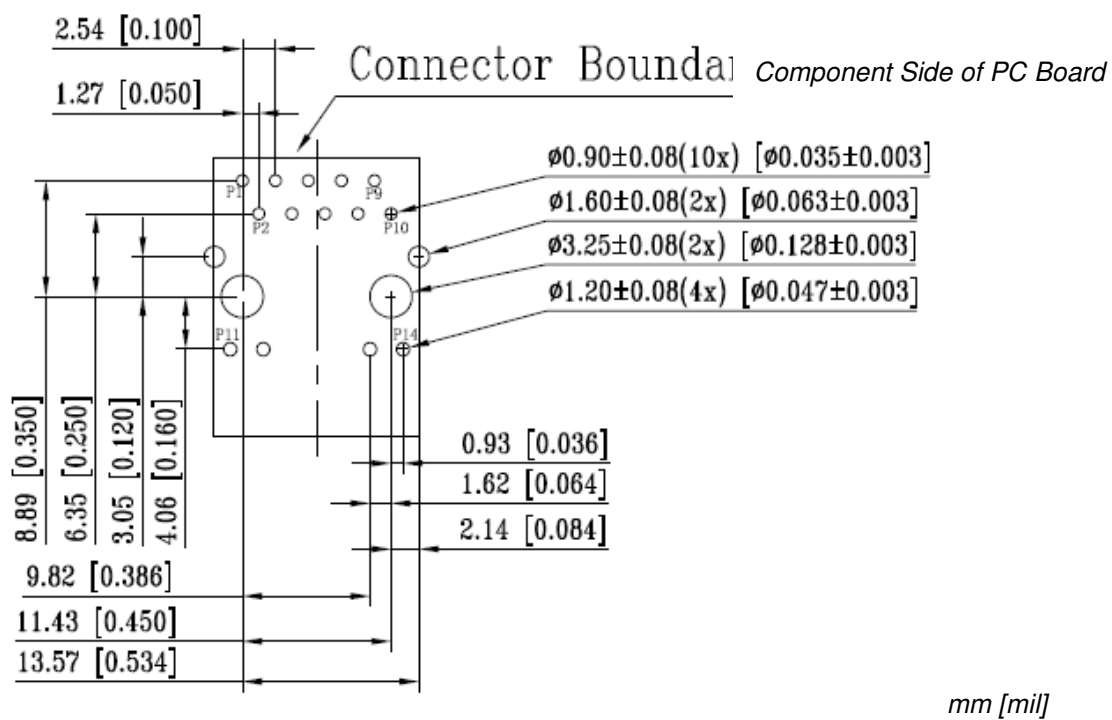 2.54 [0.100]
Connector Boundar
Component Side of PC Board
1.27 [0.050]
ø0.90±0.08(10x) [ø0.035±0.003]
P1
P9
ø1.60±0.08(2x) [ø0.063±0.003]
P2
P10
ø3.25±0.08(2x) [ø0.128±0.003]
ø1.20±0.08(4x) [ø0.047±0.003]
P11
P14
8.89 [0.350]
6.35 [0.250]
3.05 [0.120]
4.06 [0.160]
0.93 [0.036]
1.62 [0.064]
2.14 [0.084]
9.82 [0.386]
11.43 [0.450]
13.57 [0.534]
mm [mil]